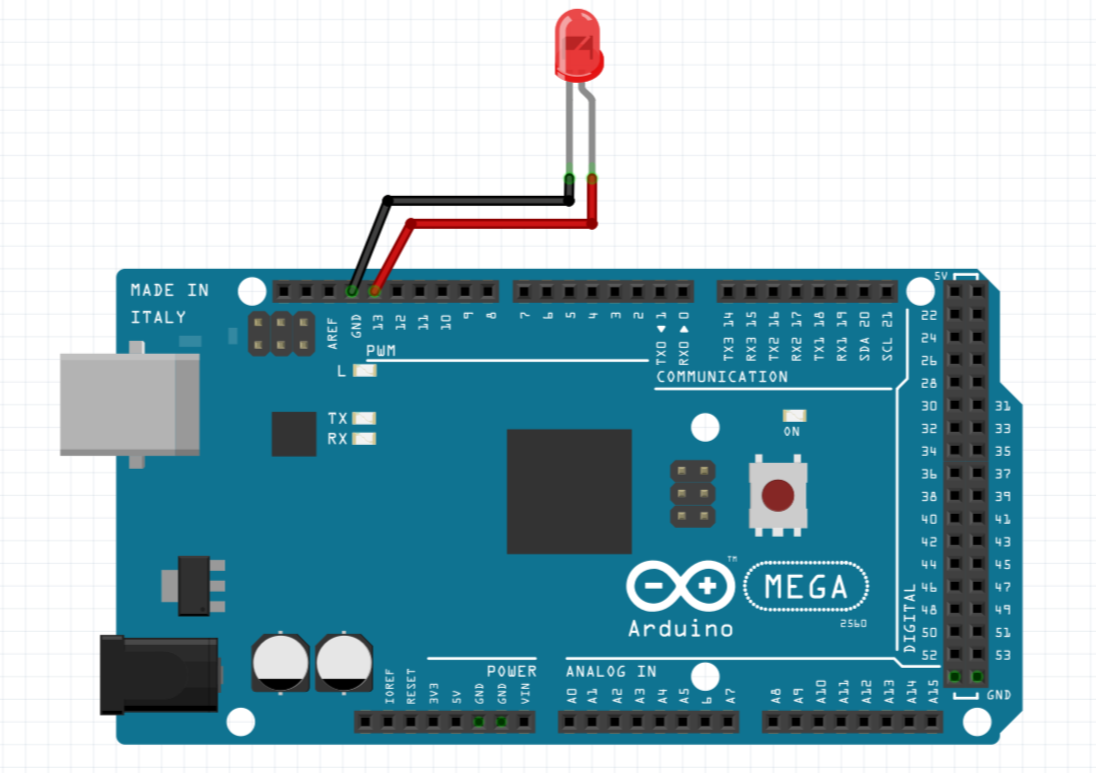 MADE IN
ITALY
5V
AREF
GND
13
12
11
10
9
8
7
6
5
4
3
2
TX0 ◀ 1
RX0 ▶ 0
TX3 14
RX3 15
TX2 16
RX2 17
TX1 18
RX1 19
SDA 20
SCL 21
PWM
COMMUNICATION
L
TX
RX
ON
22
24
26
28
30 31
32 33
34 35
36 37
38 39
40 41
42 43
44 45
46 47
48 49
50 51
52 53
DIGITAL
GND
TM
MEGA
Arduino
2560
POWER
ANALOG IN
IOREF
RESET
3V3
5V
GND
GND
VIN
A0
A1
A2
A3
A4
A5
6
A7
A8
A9
A10
A11
A12
A13
A14
A15